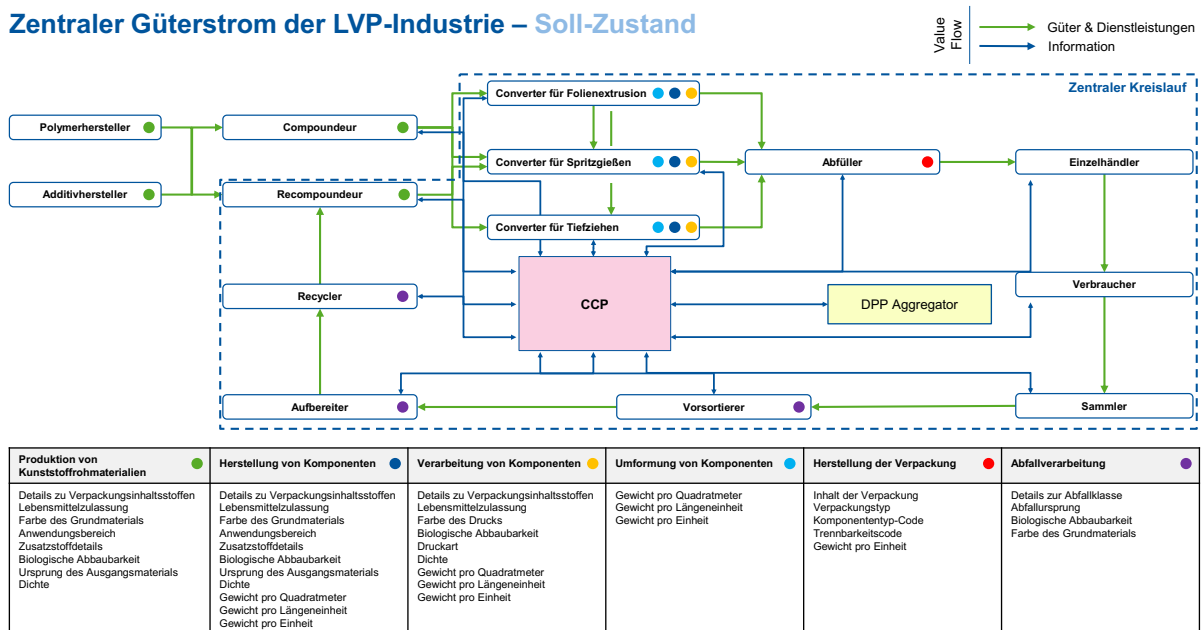 Zentraler Güterstrom der LVP-Industrie – Soll-Zustand
Value
Flow
Güter & Dienstleistungen
Information
Zentraler Kreislauf
Converter für Folienextrusion
Polymerhersteller
Compoundeur
Converter für Spritzgießen
Abfüller
Einzelhändler
Additivhersteller
Recompoundeur
Converter für Tiefziehen
Verbraucher
Recycler
CCP
DPP Aggregator
Aufbereiter
Vorsortierer
Sammler
Produktion von
Kunststoffrohmaterialien
Details zu Verpackungsinhaltsstoffen
Lebensmittelzulassung
Farbe des Grundmaterials
Anwendungsbereich
Zusatzstoffdetails
Biologische Abbaubarkeit
Ursprung des Ausgangsmaterials
Dichte
Herstellung von Komponenten
Details zu Verpackungsinhaltsstoffen
Lebensmittelzulassung
Farbe des Grundmaterials
Anwendungsbereich
Zusatzstoffdetails
Biologische Abbaubarkeit
Ursprung des Ausgangsmaterials
Dichte
Gewicht pro Quadratmeter
Gewicht pro Längeneinheit
Gewicht pro Einheit
Verarbeitung von Komponenten
Details zu Verpackungsinhaltsstoffen
Lebensmittelzulassung
Farbe des Drucks
Biologische Abbaubarkeit
Druckart
Dichte
Gewicht pro Quadratmeter
Gewicht pro Längeneinheit
Gewicht pro Einheit
Umformung von Komponenten
Gewicht pro Quadratmeter
Gewicht pro Längeneinheit
Gewicht pro Einheit
Herstellung der Verpackung
Inhalt der Verpackung
Verpackungstyp
Komponententyp-Code
Trennbarkeitscode
Gewicht pro Einheit
Abfallverarbeitung
Details zur Abfallklasse
Abfallursprung
Biologische Abbaubarkeit
Farbe des Grundmaterials